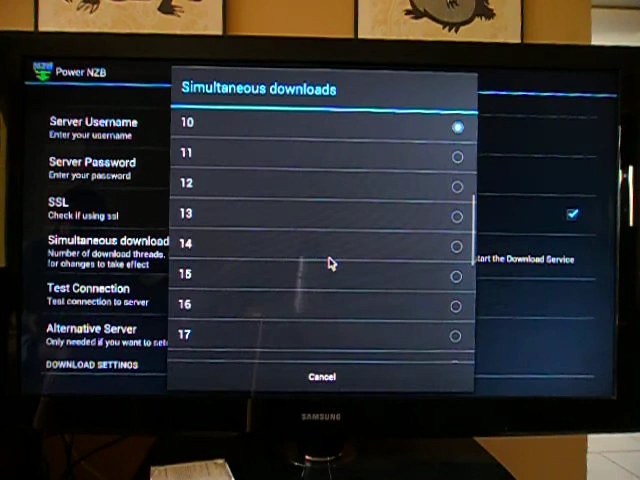 Power NZB
Simultaneous downloads
Server Username
Enter your username
Server Password
Enter your password
SSL
Check if using ssl
Simultaneous download
Number of download threads.
for changes to take effect
tart the Download Service
Test Connection
Test connection to server
Alternative Server
Only needed if you want to set
DOWNLOAD SETTINGS
10
11
12
13
14
15
16
17
Cancel
SAMSUNG